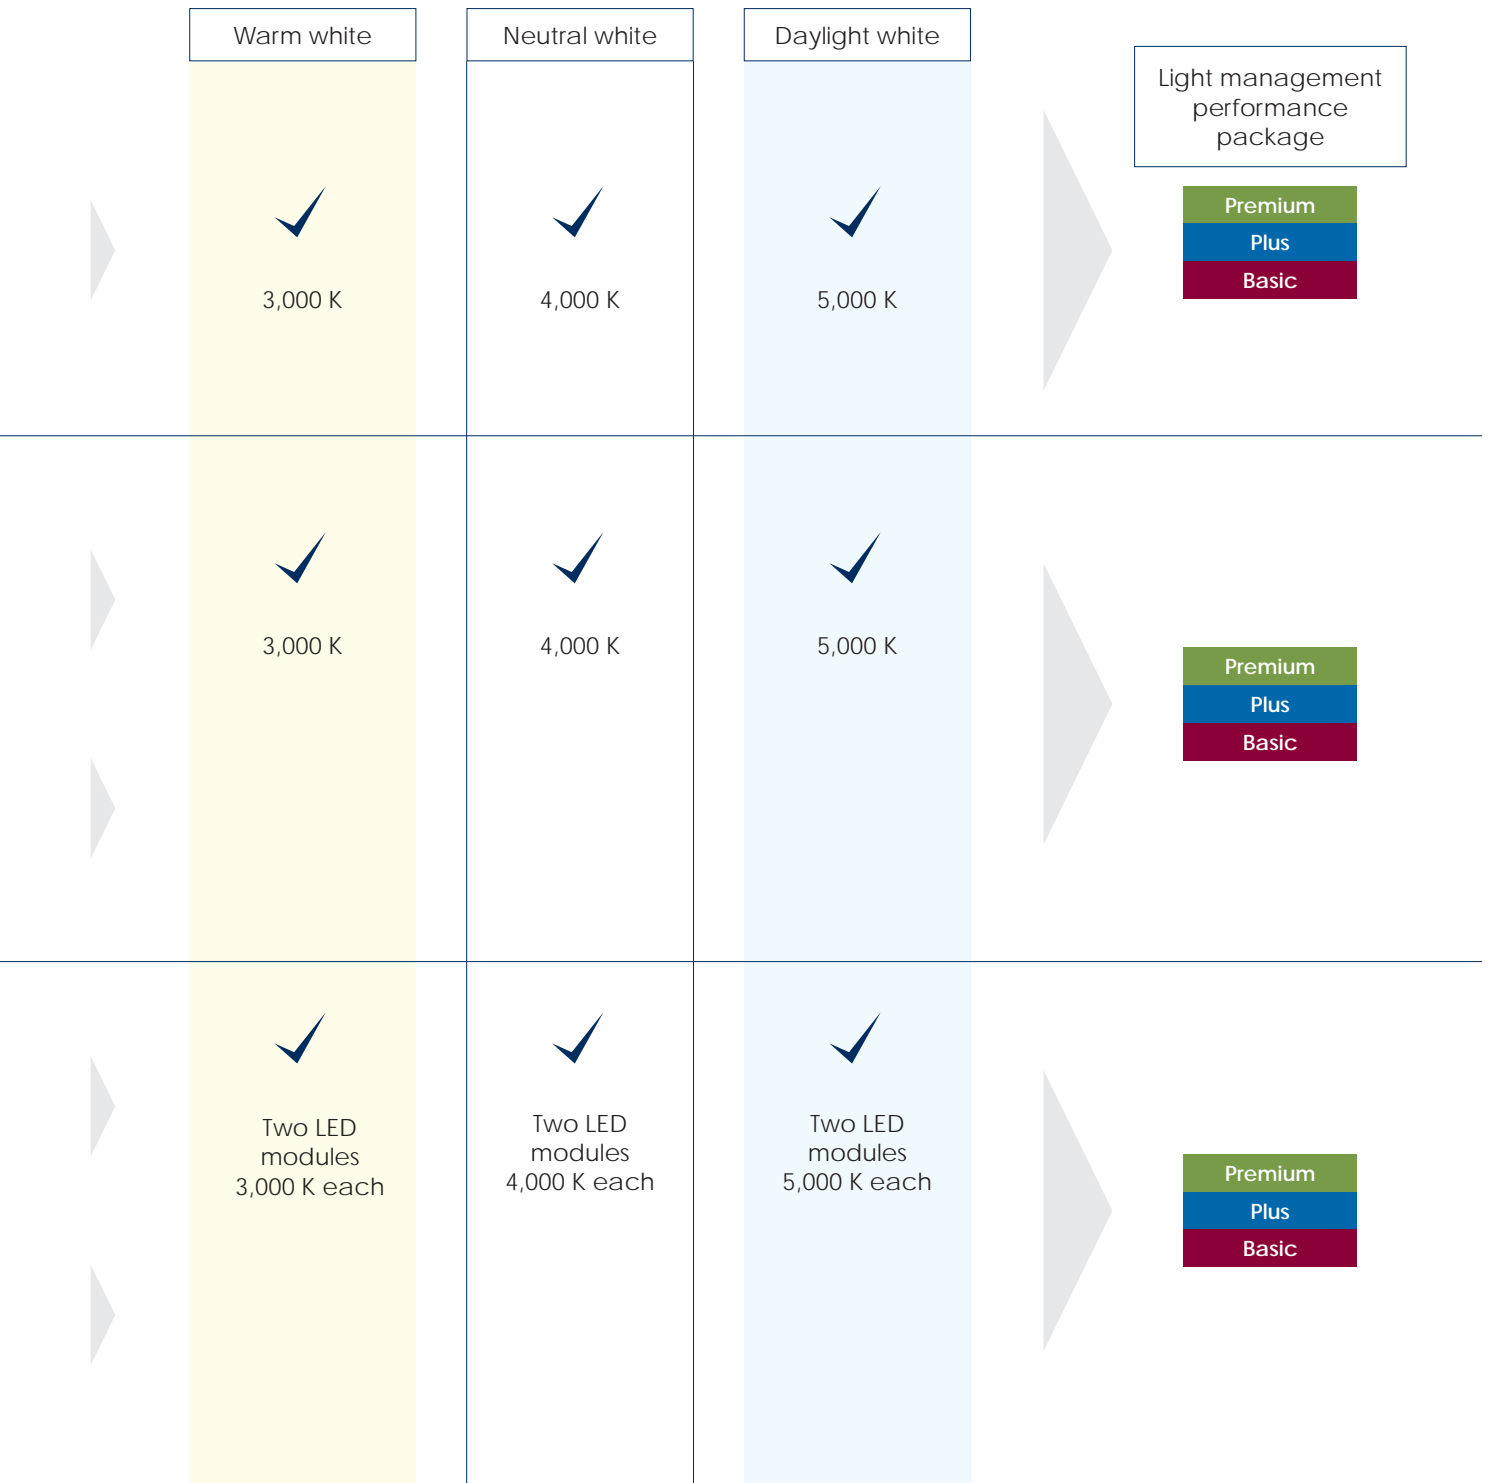 Warm white
Neutral white
Daylight white
Light management
performance
package
3,000 K
4,000 K
5,000 K
Premium
Plus
Basic
3,000 K
4,000 K
5,000 K
Premium
Plus
Basic
Two LED
modules
3,000 K each
Two LED
modules
4,000 K each
Two LED
modules
5,000 K each
Premium
Plus
Basic